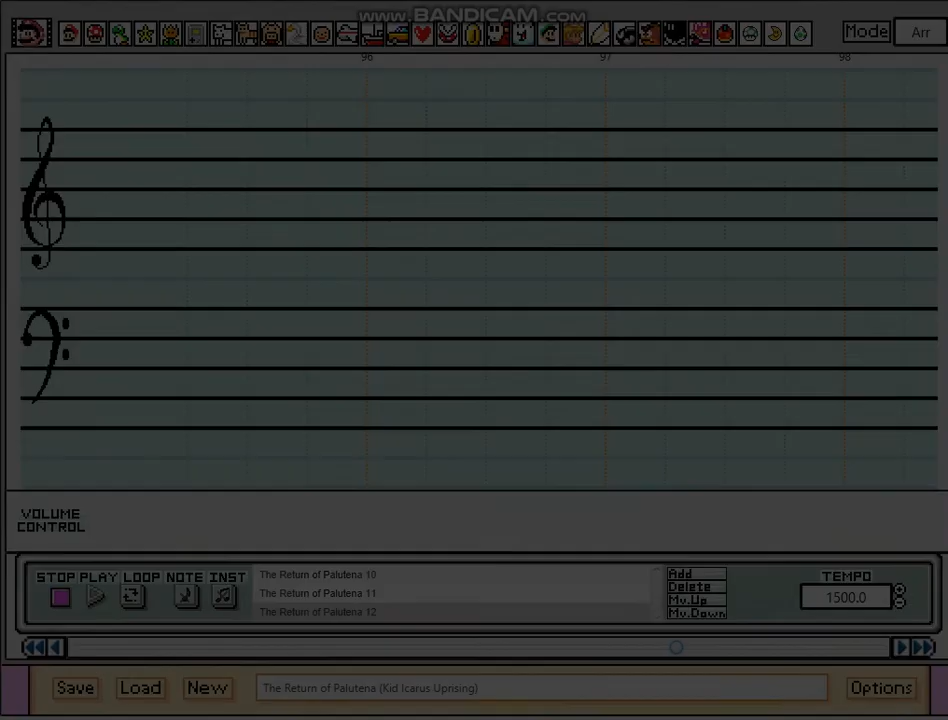 www.BANDICAM.com
Mode
Arr
96 97 98
VOLUME
CONTROL
STOP PLAY LOOP NOTE INST
The Return of Palutena 10
The Return of Palutena 11
The Return of Palutena 12
Add
Delete
Mv.Up
Mv.Down
TEMPO
1500.0
Save
Load
New
The Return of Palutena (Kid Icarus Uprising)
Options